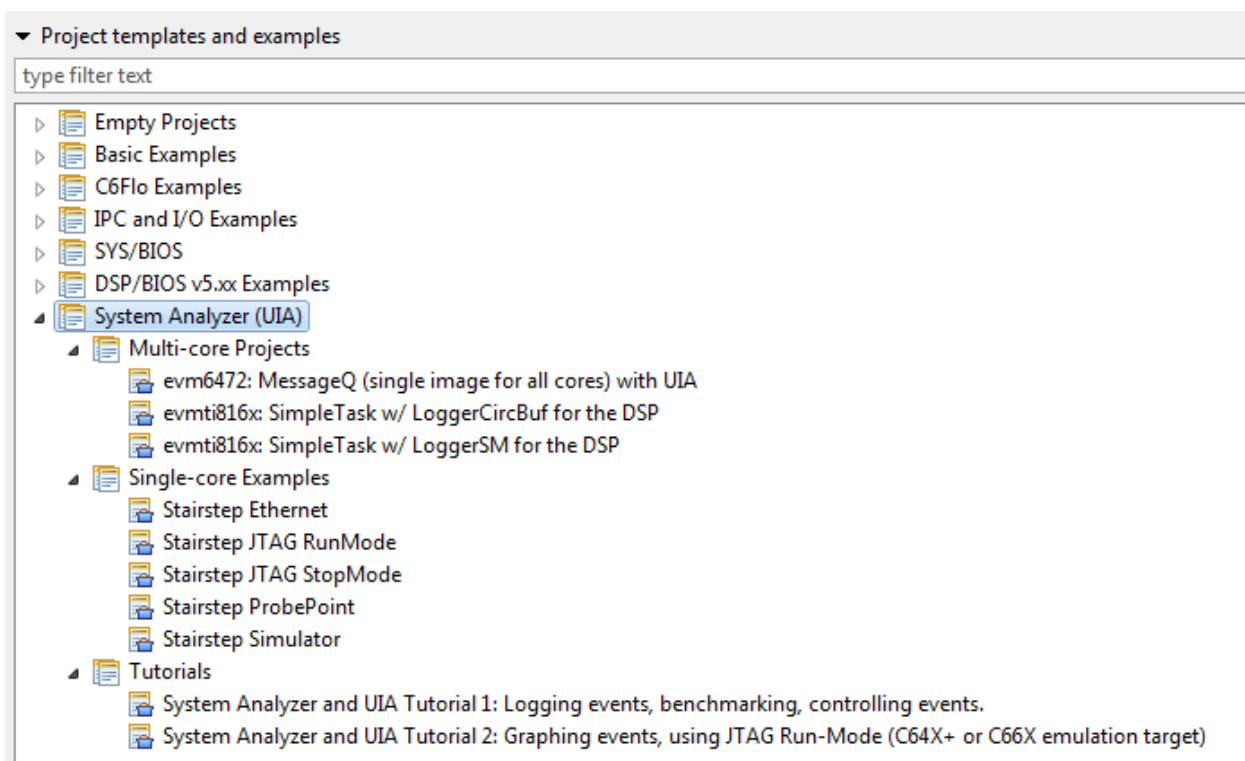 Project templates and examples
type filter text
Empty Projects
Basic Examples
C6Flo Examples
IPC and I/O Examples
SYS/BIOS
DSP/BIOS v5.xx Examples
System Analyzer (UIA)
Multi-core Projects
evm6472: MessageQ (single image for all cores) with UIA
evmti816x: SimpleTask w/ LoggerCircBuf for the DSP
evmti816x: SimpleTask w/ LoggerSM for the DSP
Single-core Examples
Stairstep Ethernet
Stairstep JTAG RunMode
Stairstep JTAG StopMode
Stairstep ProbePoint
Stairstep Simulator
Tutorials
System Analyzer and UIA Tutorial 1: Logging events, benchmarking, controlling events.
System Analyzer and UIA Tutorial 2: Graphing events, using JTAG Run-Mode (C64X+ or C66X emulation target)